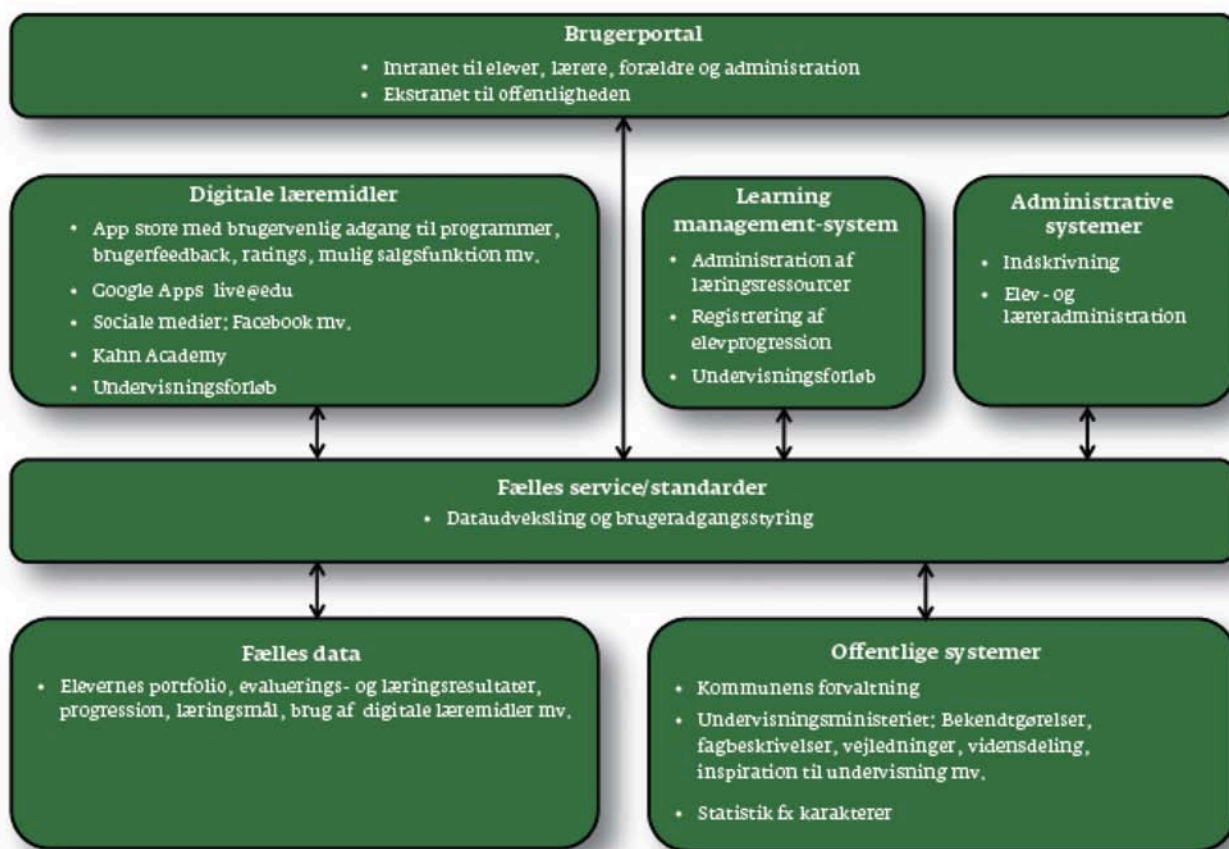 Brugerportal
• Intranet til elever, lærere, forældre og administration
• Ekstranet til offentligheden
Digitale læremidler
• App store med brugervenlig adgang til programmer,
brugerfeedback, ratings, mulig salgsfunktion mv.
• Google Apps live@edu
• Sociale medier: Facebook mv.
• Kahn Academy
• Undervisningsforløb
Learning
management-system
• Administration af
læringsressourcer
• Registrering af
elevprogression
• Undervisningsforløb
Administrative
systemer
• Indskrivning
• Elev- og
læreradministration
Fælles service/standarder
• Dataudveksling og brugeradgangsstyring
Fælles data
• Elevernes portfolio, evaluerings- og læringsresultater,
progression, læringsmål, brug af digitale læremidler mv.
Offentlige systemer
• Kommunens forvaltning
• Undervisningsministeriet: Bekendtgørelser,
fagbeskrivelser, vejledninger, vidensdeling,
inspiration til undervisning mv.
• Statistik fx karakterer